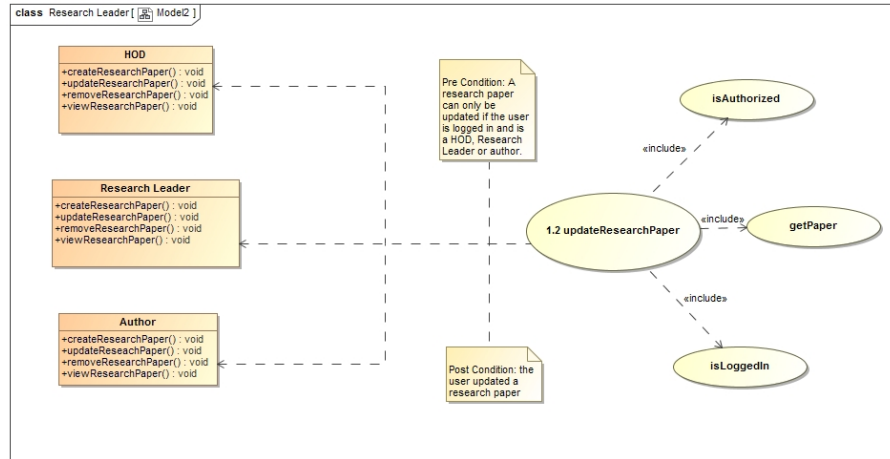 class Research Leader [ Model2 ]
HOD
+createResearchPaper() : void
+updateResearchPaper() : void
+removeResearchPaper() : void
+viewResearchPaper() : void
Research Leader
+createResearchPaper() : void
+updateResearchPaper() : void
+removeResearchPaper() : void
+viewResearchPaper() : void
Author
+createResearchPaper() : void
+updateReseachPaper() : void
+removeResearchPaper() : void
+viewResearchPaper() : void
Pre Condition: A
research paper
can only be
updated if the user
is logged in and is
a HOD, Research
Leader or author.
Post Condition: the
user updated a
research paper
1.2 updateResearchPaper
«include»
isAuthorized
«include»
getPaper
«include»
isLoggedIn